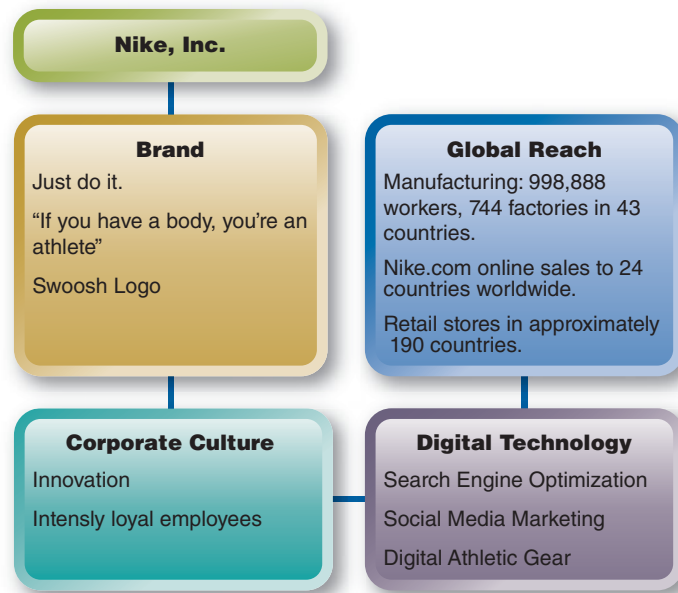 Nike, Inc.
Brand
Just do it.
“If you have a body, you’re an
athlete”
Swoosh Logo
Global Reach
Manufacturing: 998,888
workers, 744 factories in 43
countries.
Nike.com online sales to 24
countries worldwide.
Retail stores in approximately
190 countries.
Corporate Culture
Innovation
Intensly loyal employees
Digital Technology
Search Engine Optimization
Social Media Marketing
Digital Athletic Gear